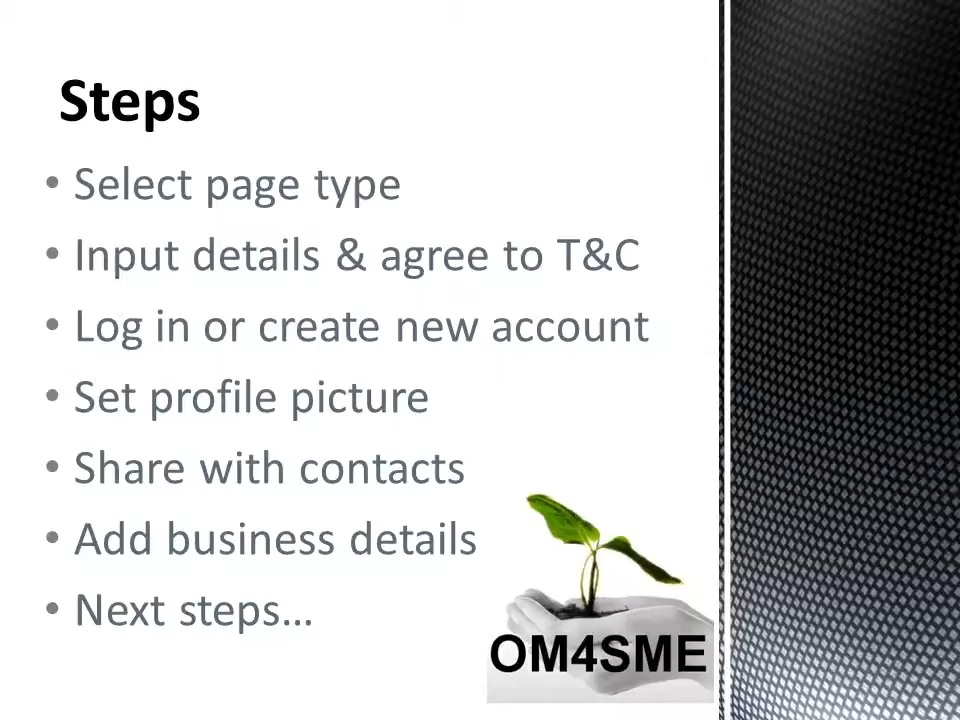 Steps
• Select page type
• Input details & agree to T&C
• Log in or create new account
• Set profile picture
• Share with contacts
• Add business details
• Next steps…
OM4SME